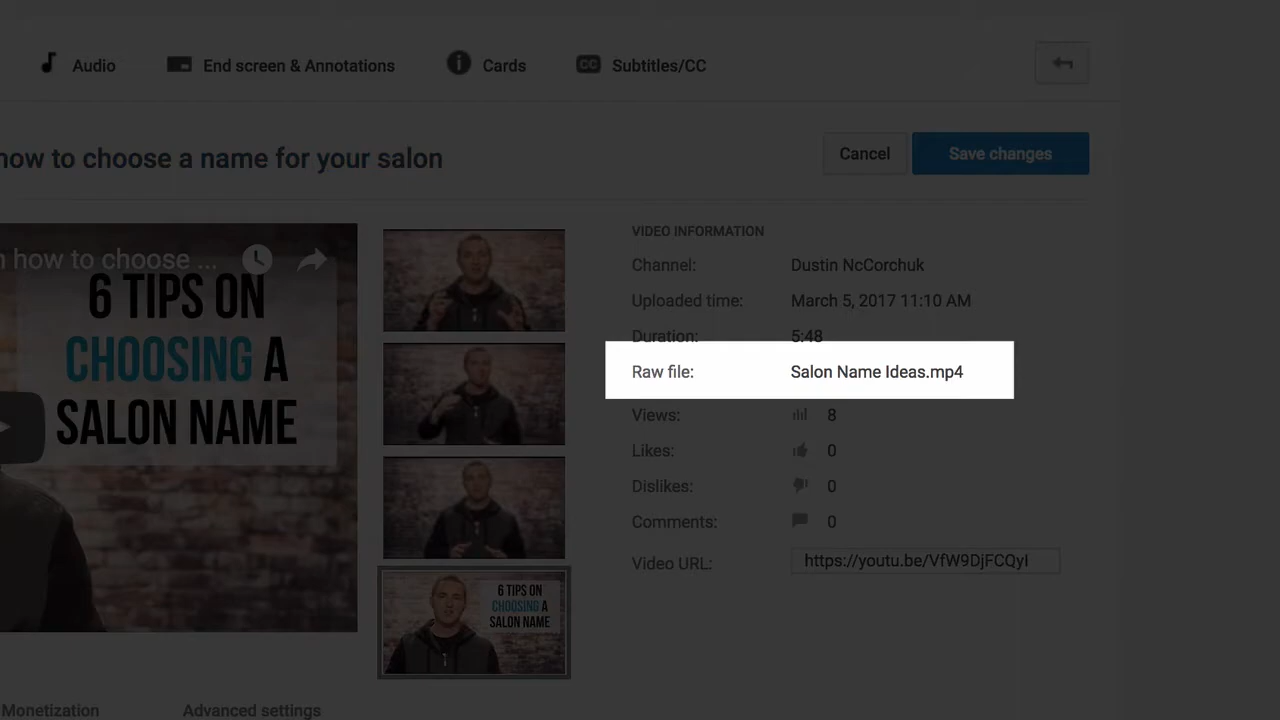 Audio
End screen & Annotations
Cards
CC
Subtitles/CC
how to choose a name for your salon
Cancel
Save changes
how to choose ...
6 TIPS ON
CHOOSING A
SALON NAME
6 TIPS ON
CHOOSING A
SALON NAME
VIDEO INFORMATION
Channel: Dustin NcCorchuk
Uploaded time: March 5, 2017 11:10 AM
Duration: 5:48
Raw file: Salon Name Ideas.mp4
Views: 8
Likes: 0
Dislikes: 0
Comments: 0
Video URL: https://youtu.be/VfW9DjFCQyI
Monetization
Advanced settings